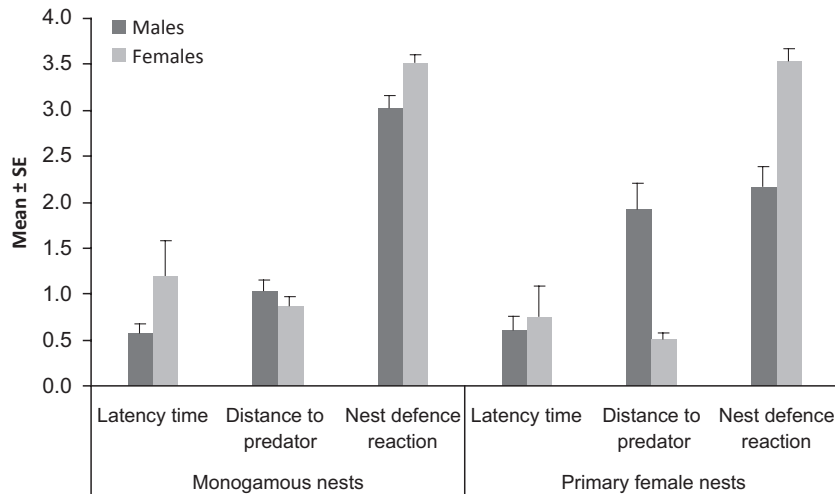 Mean ± SE
4.0
3.5
3.0
2.5
2.0
1.5
1.0
0.5
0.0
Males
Females
Latency time
Distance to
predator
Nest defence
reaction
Latency time
Distance to
predator
Nest defence
reaction
Monogamous nests
Primary female nests